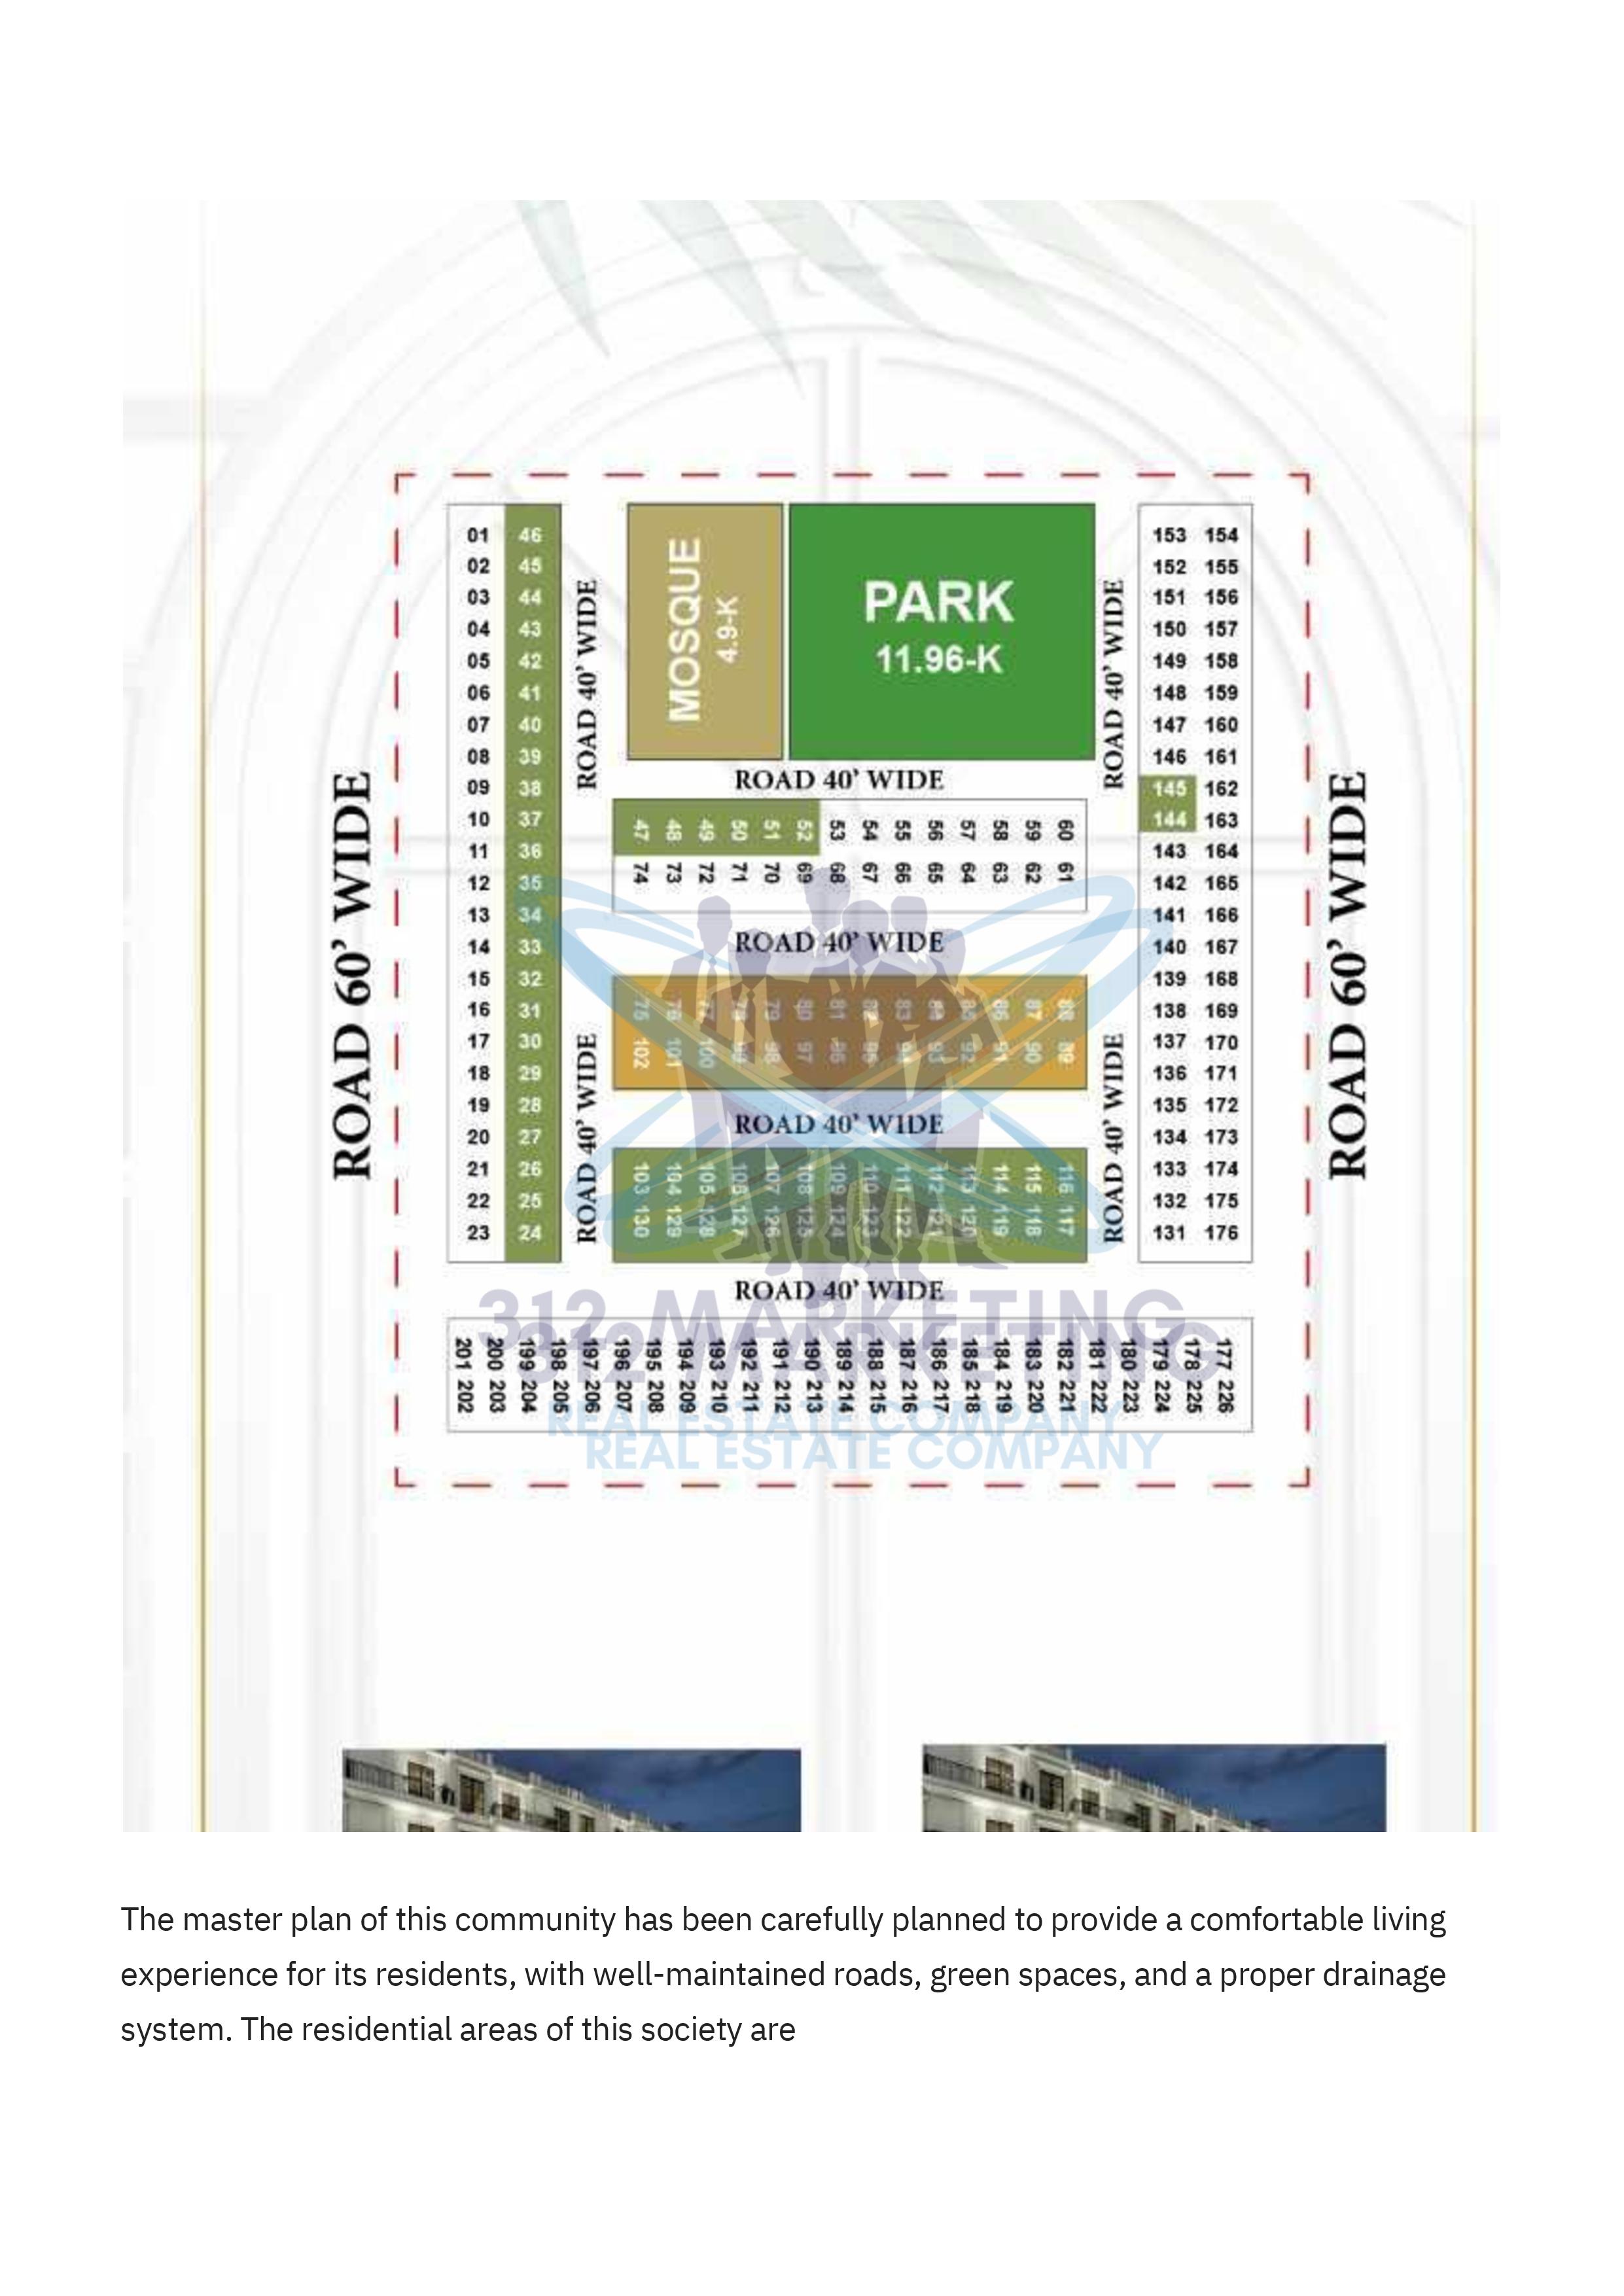 01 46
02 45
03 44
04 43
05 42
06 41
07 40
08 39
09 38
10 37
11 36
12 35
13 34
14 33
15 32
16 31
17 30
18 29
19 28
20 27
21 26
22 25
23 24
ROAD 60' WIDE
ROAD 40' WIDE
ROAD 40' WIDE
MOSQUE
4.9-K
PARK
11.96-K
ROAD 40' WIDE
47 48 49 50 51 52 53 54 55 56 57 58 59 60
74 73 72 71 70 69 68 67 66 65 64 63 62 61
ROAD 40' WIDE
75 76 77 78 79 80 81 82 83 84 85 86 87 88
102 101 100 99 98 97 96 95 94 93 92 91 90 89
ROAD 40' WIDE
103 104 105 106 107 108 109 110 111 112 113 114 115 116
130 129 128 127 126 125 124 123 122 121 120 119 118 117
ROAD 40' WIDE
ROAD 40' WIDE
ROAD 40' WIDE
153 154
152 155
151 156
150 157
149 158
148 159
147 160
146 161
145 162
144 163
143 164
142 165
141 166
140 167
139 168
138 169
137 170
136 171
135 172
134 173
133 174
132 175
131 176
ROAD 60' WIDE
201 200 199 198 197 196 195 194 193 192 191 190 189 188 187 186 185 184 183 182 181 180 179 178 177
202 203 204 205 206 207 208 209 210 211 212 213 214 215 216 217 218 219 220 221 222 223 224 225 226
312 MARKETING
312 MARKETING
REAL ESTATE COMPANY
REAL ESTATE COMPANY
The master plan of this community has been carefully planned to provide a comfortable living
experience for its residents, with well-maintained roads, green spaces, and a proper drainage
system. The residential areas of this society are